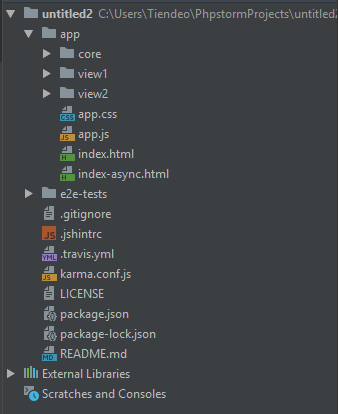 untitled2 C:\Users\Tiendeo\PhpstormProjects\untitled2
app
core
view1
view2
CSS app.css
JS app.js
H index.html
H index-async.html
e2e-tests
.gitignore
JS .jshintrc
YML .travis.yml
JS karma.conf.js
LICENSE
package.json
package-lock.json
MD README.md
External Libraries
Scratches and Consoles